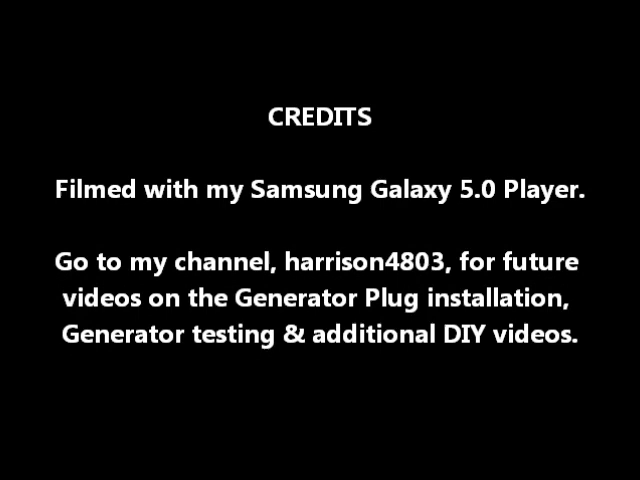 CREDITS
Filmed with my Samsung Galaxy 5.0 Player.
Go to my channel, harrison4803, for future
videos on the Generator Plug installation,
Generator testing & additional DIY videos.